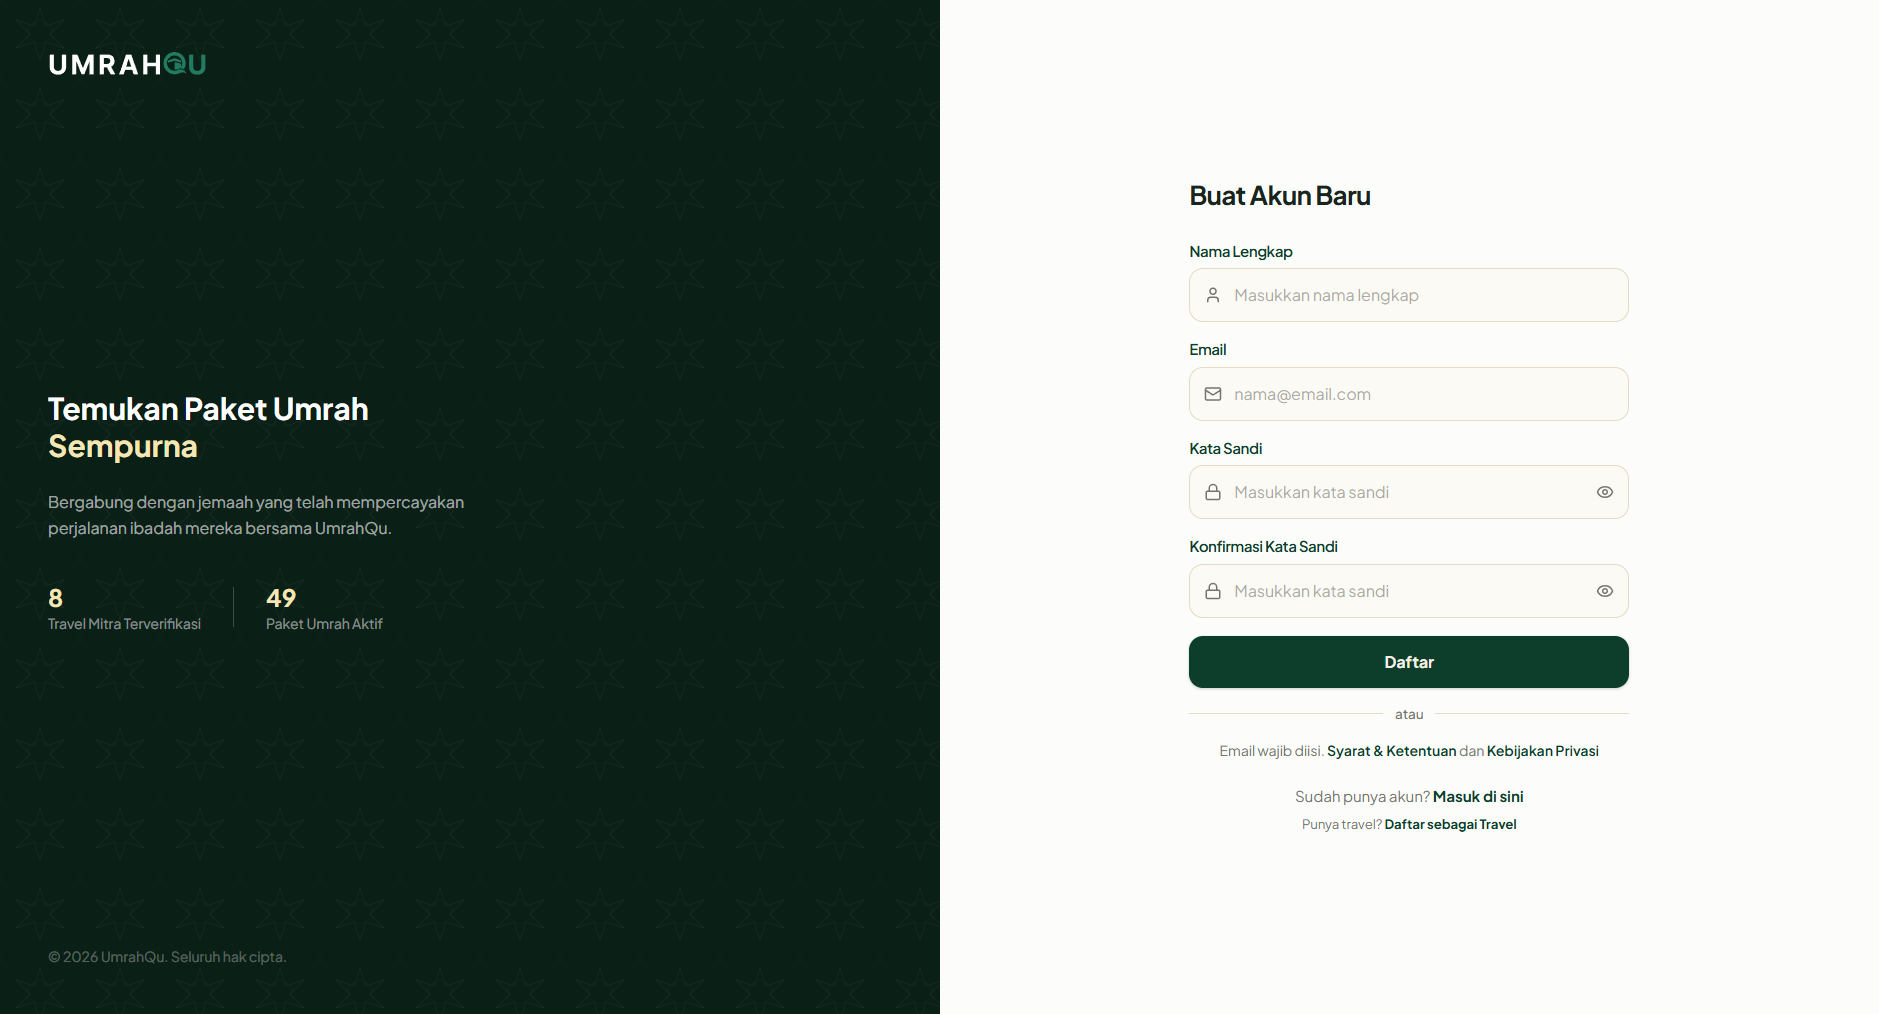 UMRAHQU
Temukan Paket Umrah
Sempurna
Bergabung dengan jemaah yang telah mempercayakan
perjalanan ibadah mereka bersama UmrahQu.
8
Travel Mitra Terverifikasi
49
Paket Umrah Aktif
© 2026 UmrahQu. Seluruh hak cipta.
Buat Akun Baru
Nama Lengkap
Masukkan nama lengkap
Email
nama@email.com
Kata Sandi
Masukkan kata sandi
Konfirmasi Kata Sandi
Masukkan kata sandi
Daftar
atau
Email wajib diisi. Syarat & Ketentuan dan Kebijakan Privasi
Sudah punya akun? Masuk di sini
Punya travel? Daftar sebagai Travel